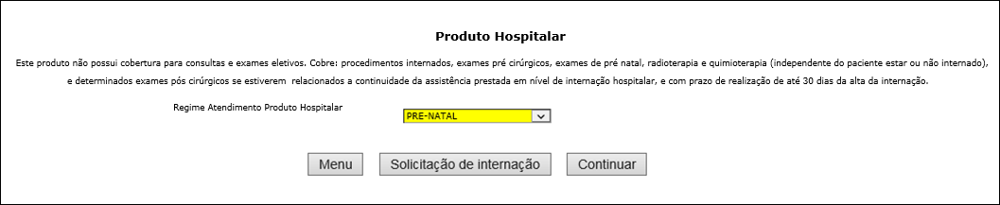 Produto Hospitalar
Este produto não possui cobertura para consultas e exames eletivos. Cobre: procedimentos internados, exames pré cirúrgicos, exames de pré natal, radioterapia e quimioterapia (independente do paciente estar ou não internado),
e determinados exames pós cirúrgicos se estiverem relacionados a continuidade da assistência prestada em nível de internação hospitalar, e com prazo de realização de até 30 dias da alta da internação.
Regime Atendimento Produto Hospitalar PRE-NATAL
Menu Solicitação de internação Continuar